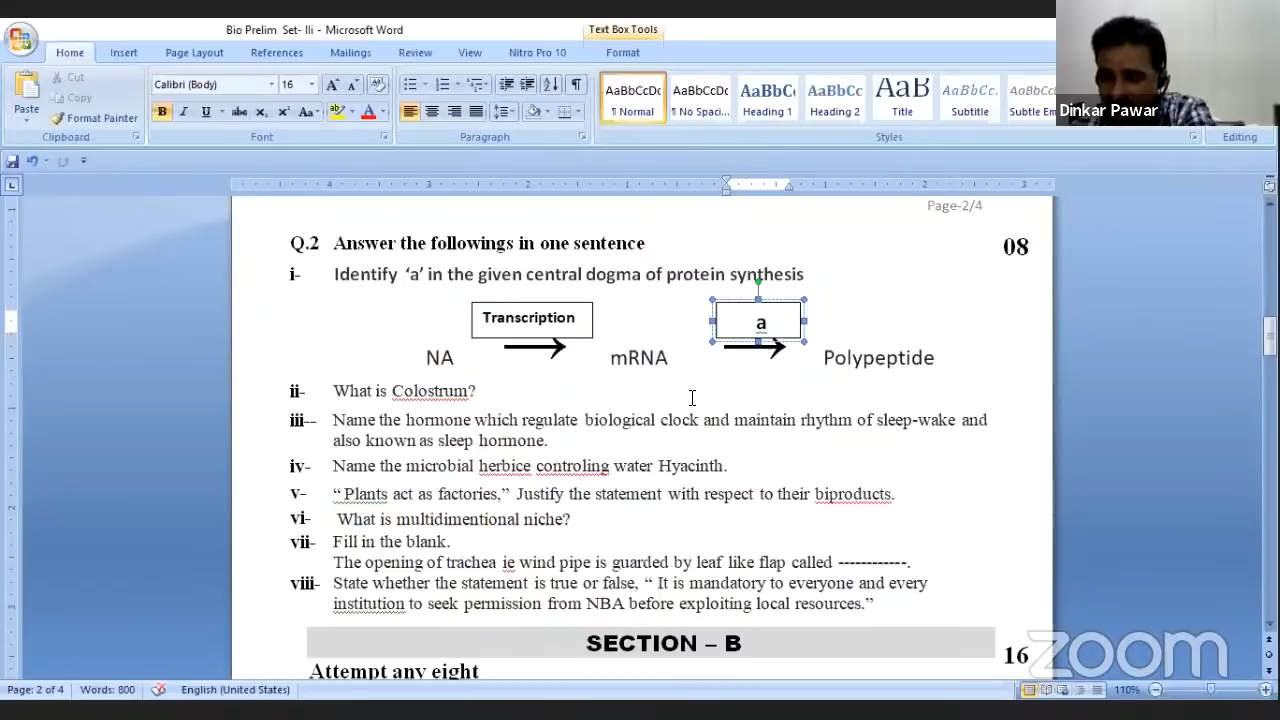 Bio Prelim Set- Ili - Microsoft Word
Text Box Tools
Home Insert Page Layout References Mailings Review View Nitro Pro 10 Format
Paste
Cut
Copy
Format Painter
Clipboard
Calibri (Body) 16
Font
Paragraph
AaBbCcDc AaBbCcDc AaBbCc AaBbCc AaB AaBbCc. AaBbCc.
¶ Normal ¶ No Spaci... Heading 1 Heading 2 Title Subtitle Subtle Em
Styles
Editing
Dinkar Pawar
Page-2/4
Q.2 Answer the followings in one sentence 08
i- Identify ‘a’ in the given central dogma of protein synthesis
Transcription a
NA mRNA Polypeptide
ii- What is Colostrum?
iii-- Name the hormone which regulate biological clock and maintain rhythm of sleep-wake and
also known as sleep hormone.
iv- Name the microbial herbice controling water Hyacinth.
v- “ Plants act as factories,” Justify the statement with respect to their biproducts.
vi- What is multidimentional niche?
vii- Fill in the blank.
The opening of trachea ie wind pipe is guarded by leaf like flap called ------------.
viii- State whether the statement is true or false, “ It is mandatory to everyone and every
institution to seek permission from NBA before exploiting local resources.”
SECTION – B
16
Attempt any eight
zoom
Page: 2 of 4 Words: 800 English (United States) 110%